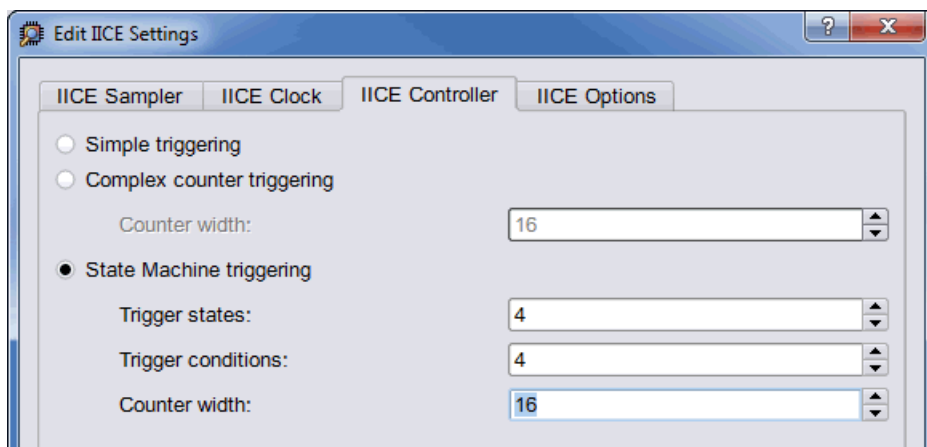 Edit IICE Settings ? X
IICE Sampler IICE Clock IICE Controller IICE Options
Simple triggering
Complex counter triggering
Counter width: 16
State Machine triggering
Trigger states: 4
Trigger conditions: 4
Counter width: 16